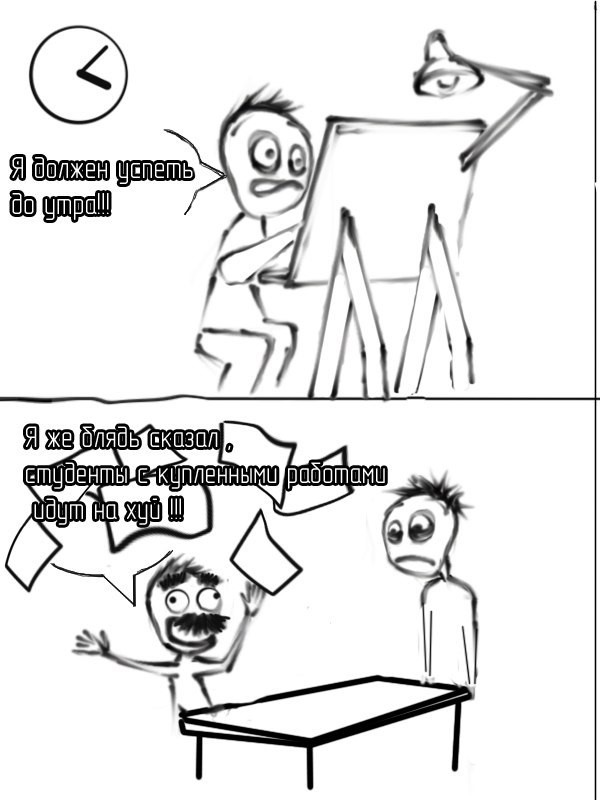 Я должен успеть
до утра!!!
Я же блядь сказал ,
студенты с купленными работами
идут на хуй !!!